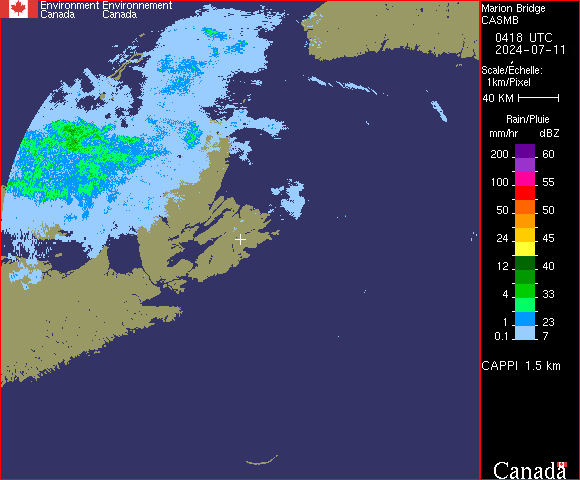 Environment Environnement
Canada Canada
Marion Bridge
CASMB
0418 UTC
2024-07-11
Scale/Échelle:
1km/Pixel
40 KM
Rain/Pluie
mm/hr dBZ
200 60
100 55
50 50
24 45
12 40
4 33
1 23
0.1 7
CAPPI 1.5 km
Canada